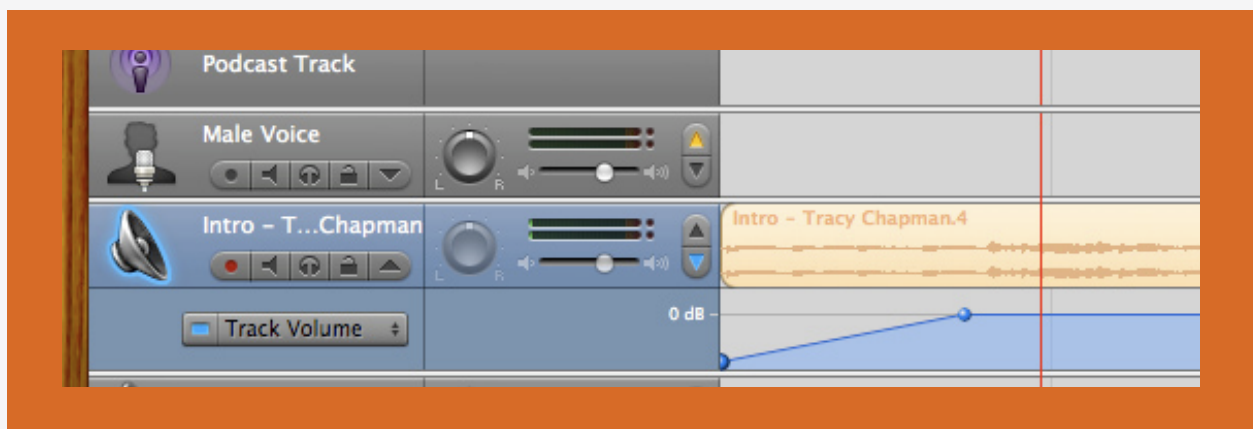 Podcast Track
Male Voice
L R
Intro - T...Chapman
L R
Intro - Tracy Chapman.4
Track Volume
0 dB